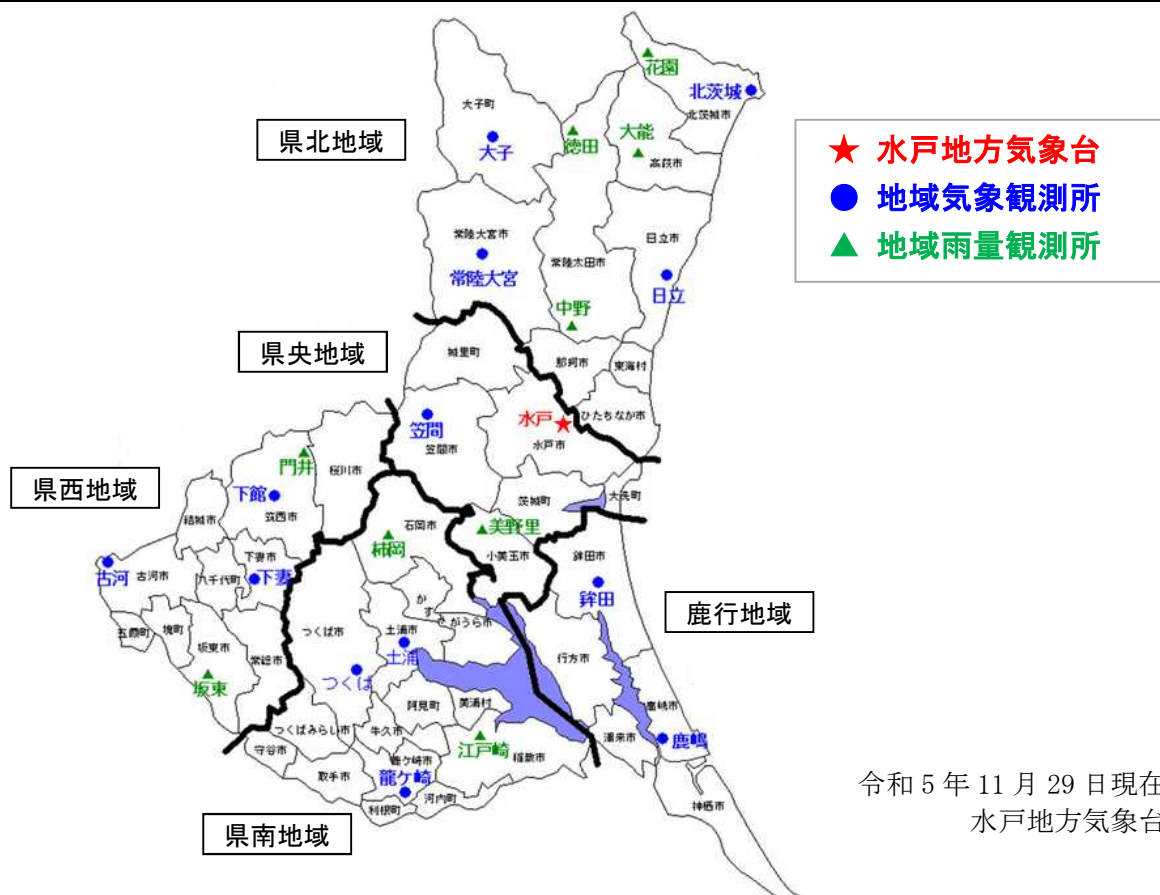 花園
北茨城
北茨城市
大子町
大子
徳田
大能
高萩市
県北地域
★ 水戸地方気象台
● 地域気象観測所
▲ 地域雨量観測所
常陸大宮市
常陸大宮
常陸太田市
日立市
日立
中野
県央地域
城里町
那珂市
東海村
ひたちなか市
水戸
水戸市
笠間
笠間市
門井
桜川市
県西地域
下館
筑西市
結城市
茨城町
大洗町
石岡市
柿岡
美野里
小美玉市
鉾田市
鉾田
古河
古河市
八千代町
下妻市
下妻
鹿行地域
かすみがうら市
五霞町
境町
坂東市
坂東
常総市
つくば市
つくば
土浦市
土浦
行方市
阿見町
美浦村
鹿嶋市
鹿嶋
潮来市
つくばみらい市
牛久市
江戸崎
稲敷市
守谷市
取手市
龍ケ崎市
龍ケ崎
利根町
河内町
神栖市
県南地域
令和5年11月29日現在
水戸地方気象台